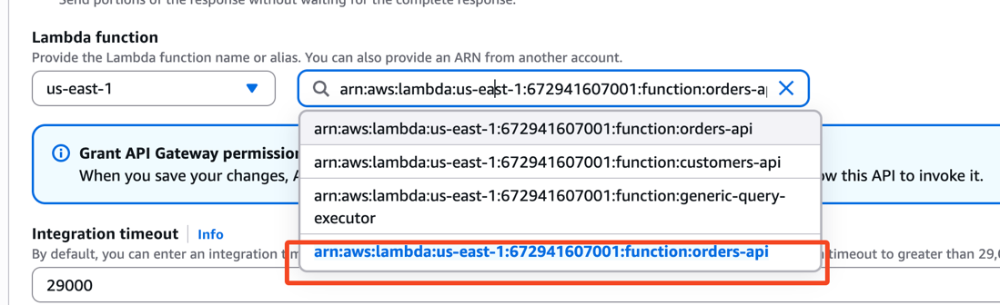 Send portions of the response without waiting for the complete response.
Lambda function
Provide the Lambda function name or alias. You can also provide an ARN from another account.
us-east-1
arn:aws:lambda:us-east-1:672941607001:function:orders-a
arn:aws:lambda:us-east-1:672941607001:function:orders-api
Grant API Gateway permission
arn:aws:lambda:us-east-1:672941607001:function:customers-api
When you save your changes, A
ow this API to invoke it.
arn:aws:lambda:us-east-1:672941607001:function:generic-query-
executor
Integration timeout Info
arn:aws:lambda:us-east-1:672941607001:function:orders-api
By default, you can enter an integration
timeout to greater than 29,0
29000